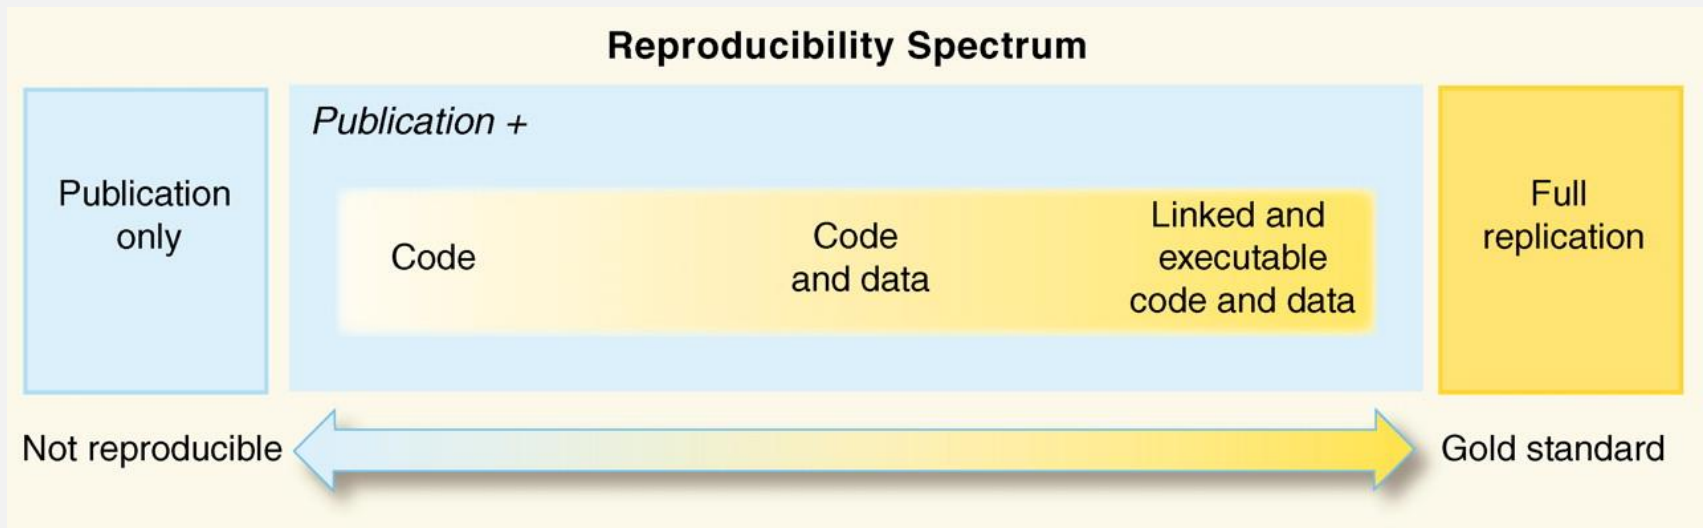 Reproducibility Spectrum
Publication
only
Publication +
Code
Code
and data
Linked and
executable
code and data
Full
replication
Not reproducible
Gold standard